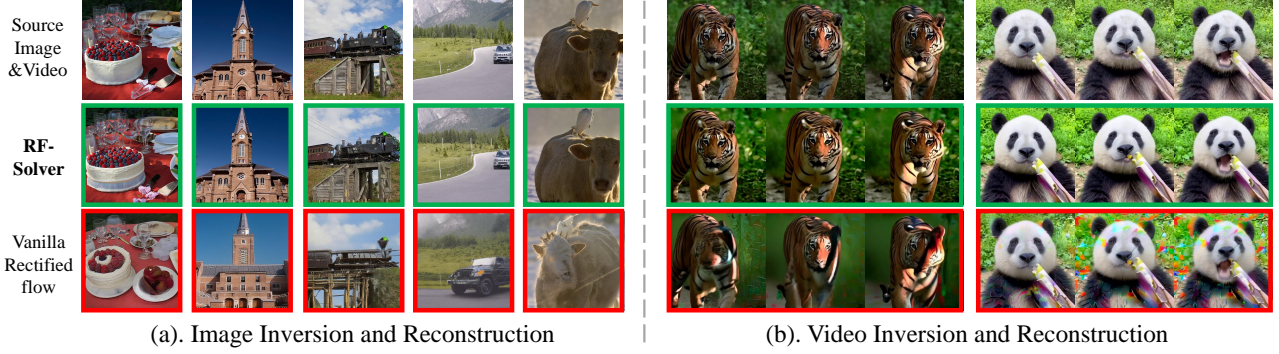 Source
Image
&Video
RF-
Solver
Vanilla
Rectified
flow
(a). Image Inversion and Reconstruction
(b). Video Inversion and Reconstruction